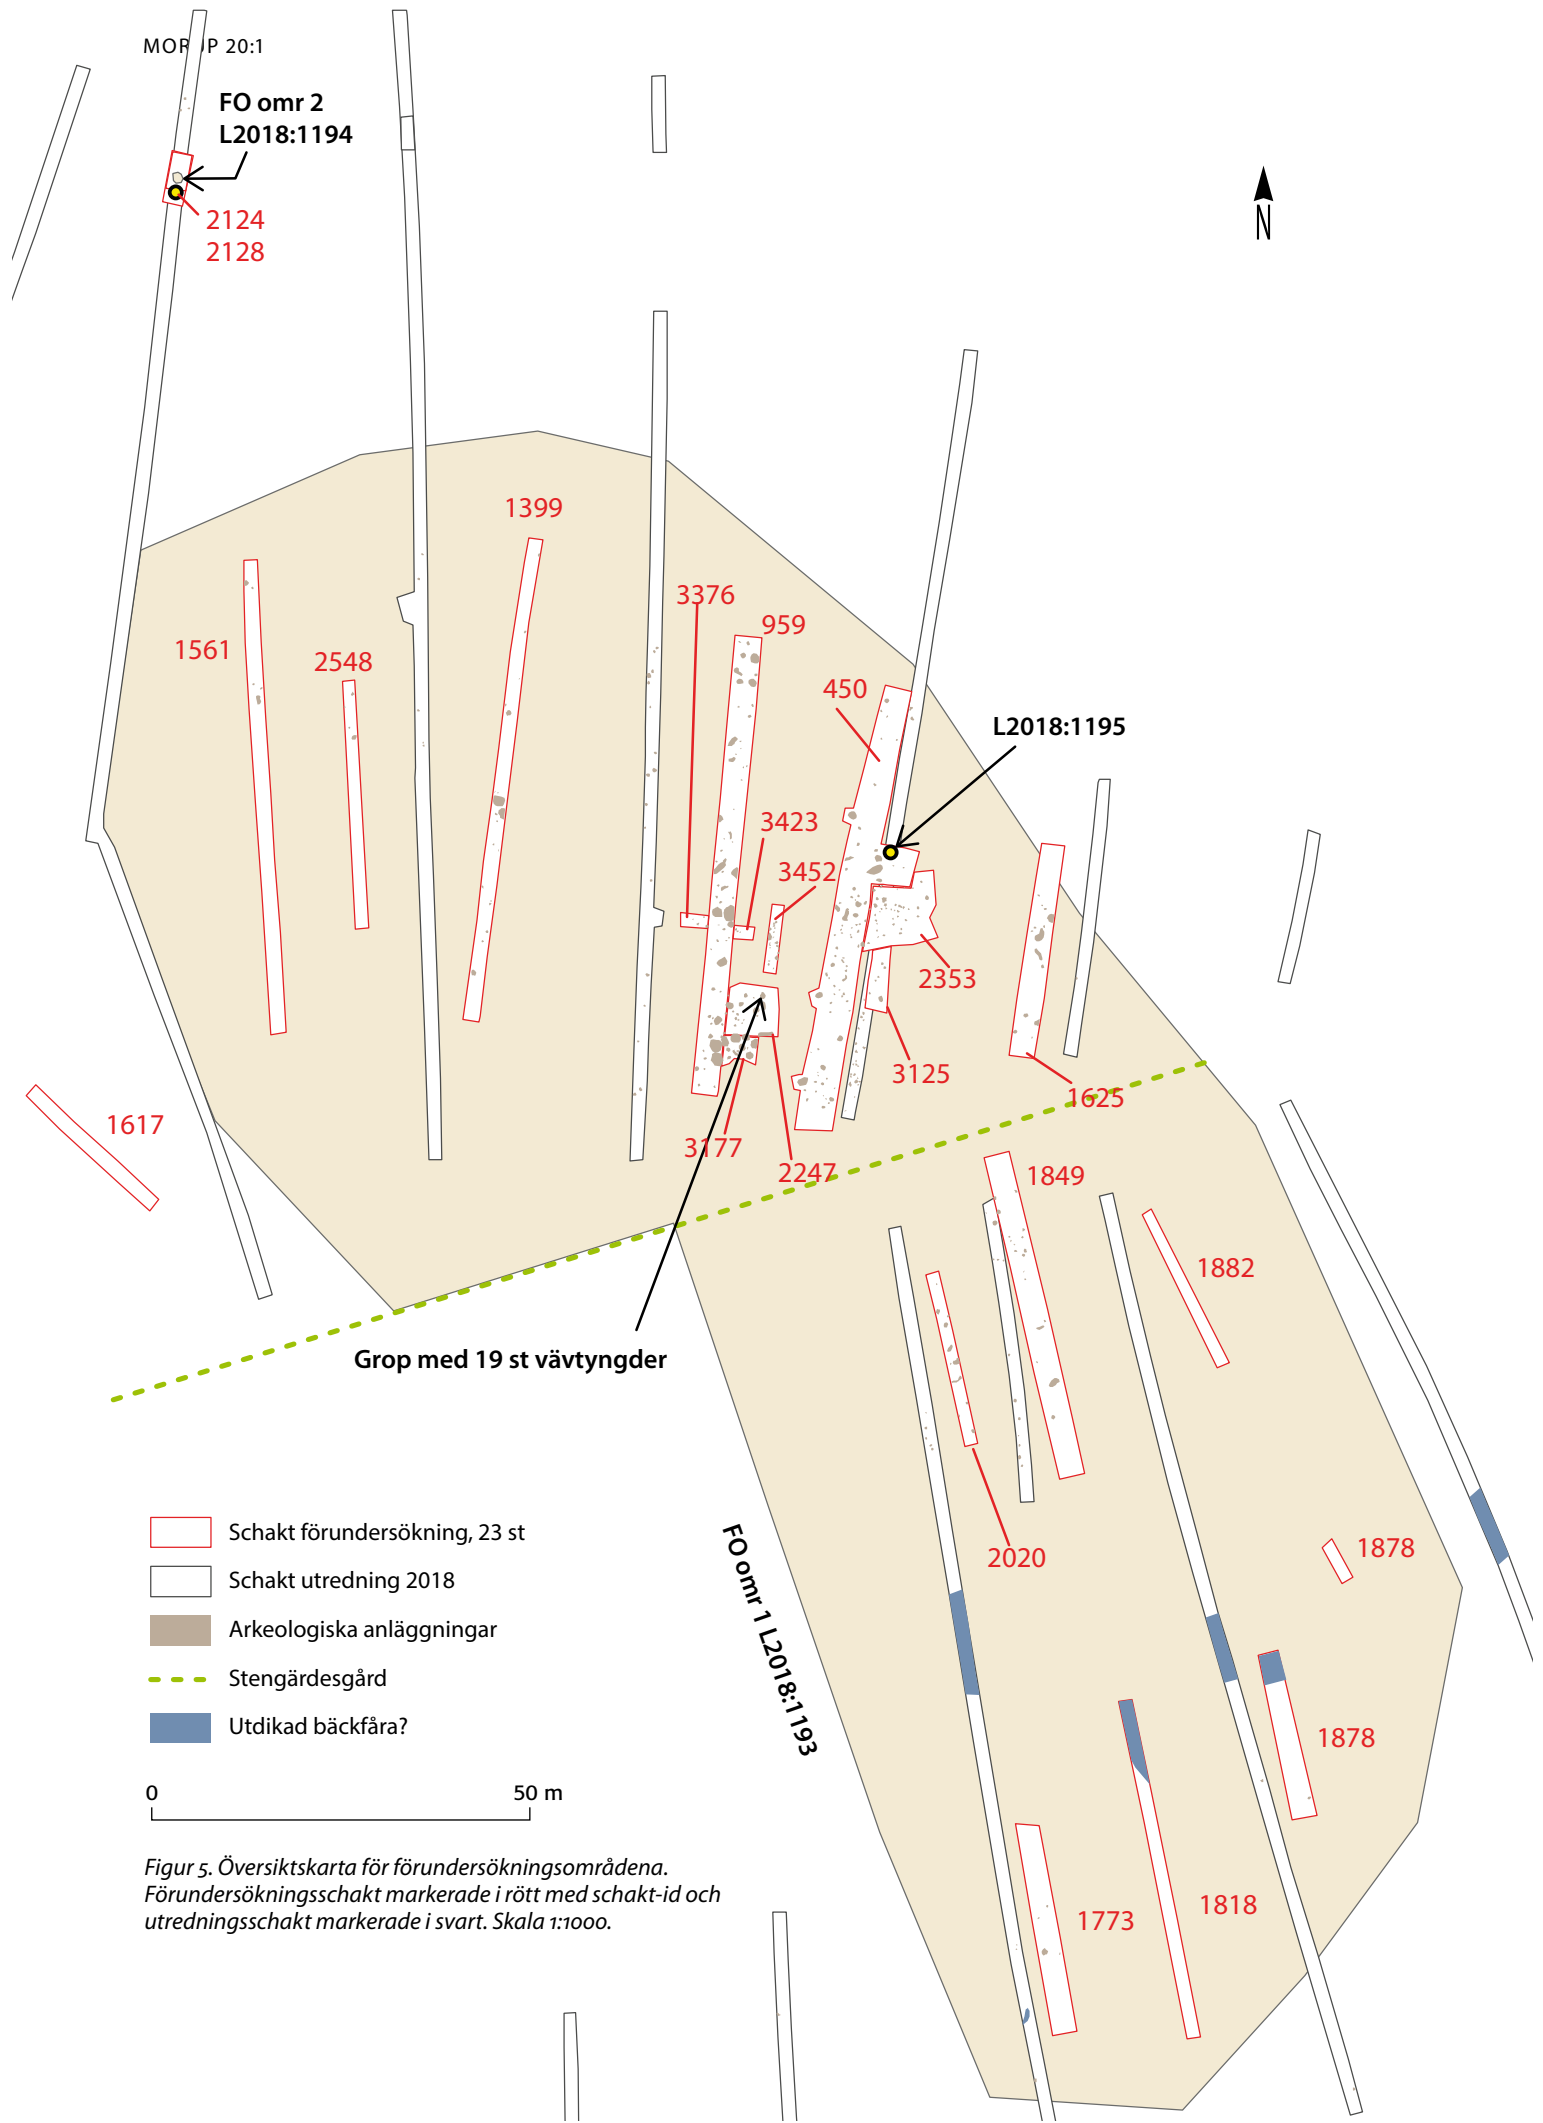 MORUP 20:1
FO omr 2
L2018:1194
2124
2128
N
1399
3376
959
1561
2548
450
L2018:1195
3423
3452
2353
3125
1625
1617
3177
2247
1849
1882
Grop med 19 st vävtyngder
2020
1878
FO omr 1 L2018:1193
1878
1818
1773
Schakt förundersökning, 23 st
Schakt utredning 2018
Arkeologiska anläggningar
Stengärdesgård
Utdikad bäckfåra?
0 50 m
Figur 5. Översiktskarta för förundersökningsområdena.
Förundersökningsschakt markerade i rött med schakt-id och
utredningsschakt markerade i svart. Skala 1:1000.